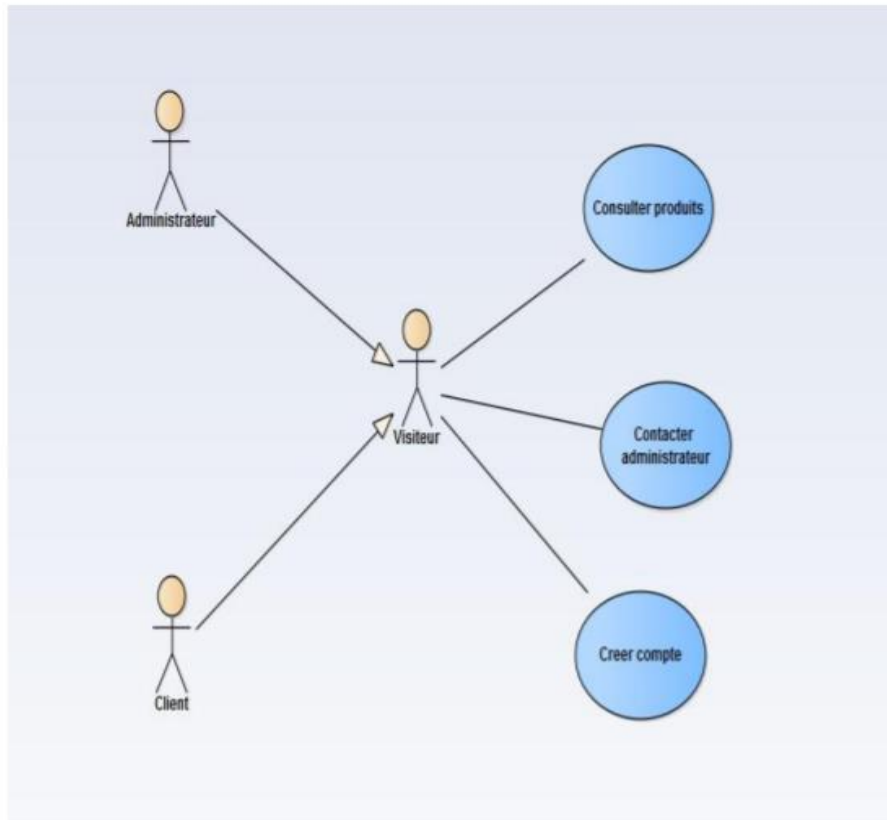 Administrateur
Consulter produits
Visiteur
Contacter
administrateur
Creer compte
Client